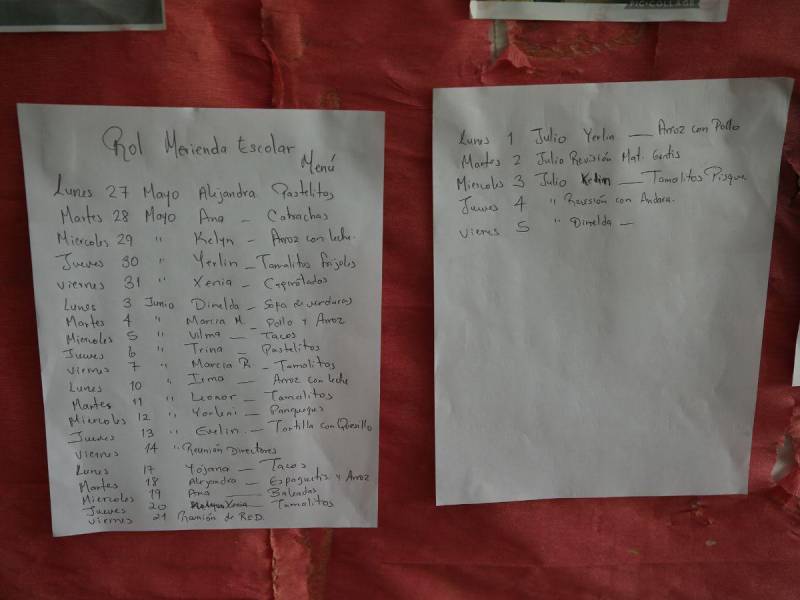 Rol Merienda Escolar
Menú
Lunes 27 Mayo Alejandra Pastelitos
Martes 28 Mayo Ana - Catrachas
Miercoles 29 " Kelyn - Arroz con leche.
Jueves 30 " Yerlin - Tamalitos frijoles
viernes 31 " Xenia - Capirotadas
Lunes 3 Junio Dinelda - Sopa de verduras
Martes 4 " Marcia M. - Pollo y Arroz
Miercoles 5 " Vilma - Tacos
Jueves 6 " Trina - Pastelitos
viernes 7 " Marcia R. - Tamalitos
Lunes 10 " Irma - Arroz con leche
Martes 11 " Leonor - Tamalitos
Miercoles 12 " Yorleni - Panqueques
Jueves 13 " Evelin - Tortilla con Quesillo
viernes 14 " Reunión Directores
Lunes 17 Yojana - Tacos
Martes 18 Alejandra - Espaguetis y Arroz
Miercoles 19 Ana - Baleadas
Jueves 20 Xenia - Tamalitos
viernes 21 Reunión de RED.
Lunes 1 Julio Yerlin - Arroz con Pollo
Martes 2 Julio Revisión Mat. Gratis
Miercoles 3 Julio Kelin - Tamalitos Pisque
Jueves 4 " Reunión con Andara.
viernes 5 " Dinelda -